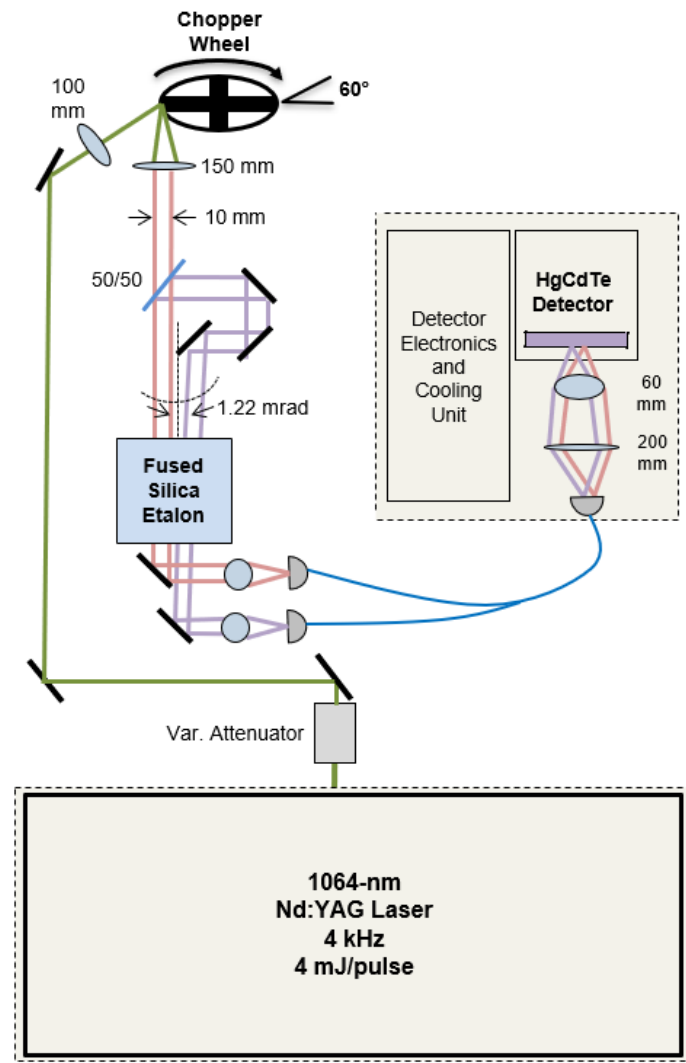 Chopper
Wheel
60°
100
mm
150 mm
10 mm
50/50
1.22 mrad
Fused
Silica
Etalon
HgCdTe
Detector
Detector
Electronics
and
Cooling
Unit
60
mm
200
mm
Var. Attenuator
1064-nm
Nd:YAG Laser
4 kHz
4 mJ/pulse